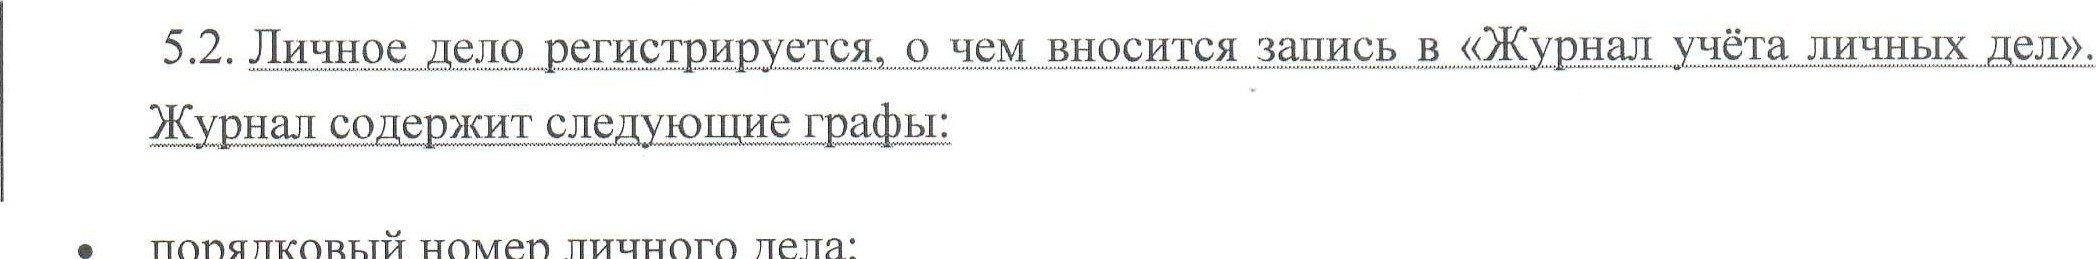 5.2. Личное дело регистрируется, о чем вносится запись в «Журнал учёта личных дел».
Журнал содержит следующие графы:
• порядковый номер личного дела;